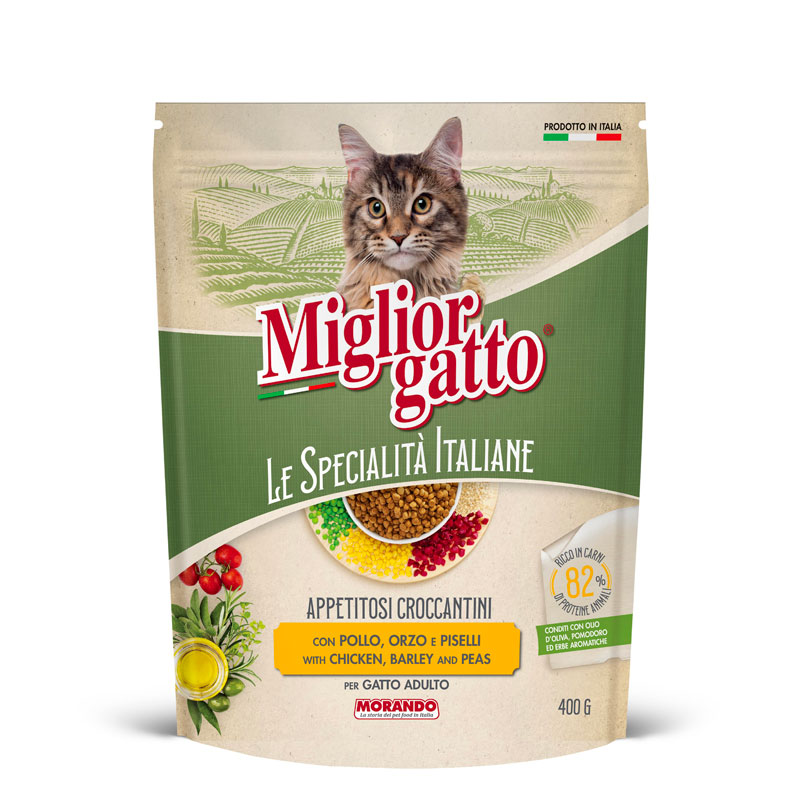 PRODOTTO IN ITALIA
Miglior
gatto®
LE SPECIALITÀ ITALIANE
RICCO IN CARNI
82%
DI PROTEINE ANIMALI
APPETITOSI CROCCANTINI
CON POLLO, ORZO E PISELLI
WITH CHICKEN, BARLEY AND PEAS
CONDITI CON OLIO
D'OLIVA, POMODORO
ED ERBE AROMATICHE
PER GATTO ADULTO
MORANDO
La storia del pet food in Italia
400 G